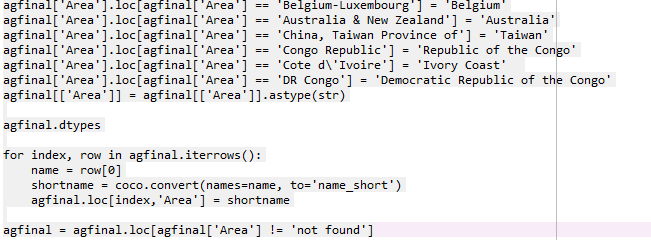 agfinal['Area'].loc[agfinal['Area'] == 'Belgium-Luxembourg'] = 'Belgium'
agfinal['Area'].loc[agfinal['Area'] == 'Australia & New Zealand'] = 'Australia'
agfinal['Area'].loc[agfinal['Area'] == 'China, Taiwan Province of'] = 'Taiwan'
agfinal['Area'].loc[agfinal['Area'] == 'Congo Republic'] = 'Republic of the Congo'
agfinal['Area'].loc[agfinal['Area'] == 'Cote d\'Ivoire'] = 'Ivory Coast'
agfinal['Area'].loc[agfinal['Area'] == 'DR Congo'] = 'Democratic Republic of the Congo'
agfinal[['Area']] = agfinal[['Area']].astype(str)
agfinal.dtypes
for index, row in agfinal.iterrows():
    name = row[0]
    shortname = coco.convert(names=name, to='name_short')
    agfinal.loc[index,'Area'] = shortname
agfinal = agfinal.loc[agfinal['Area'] != 'not found']